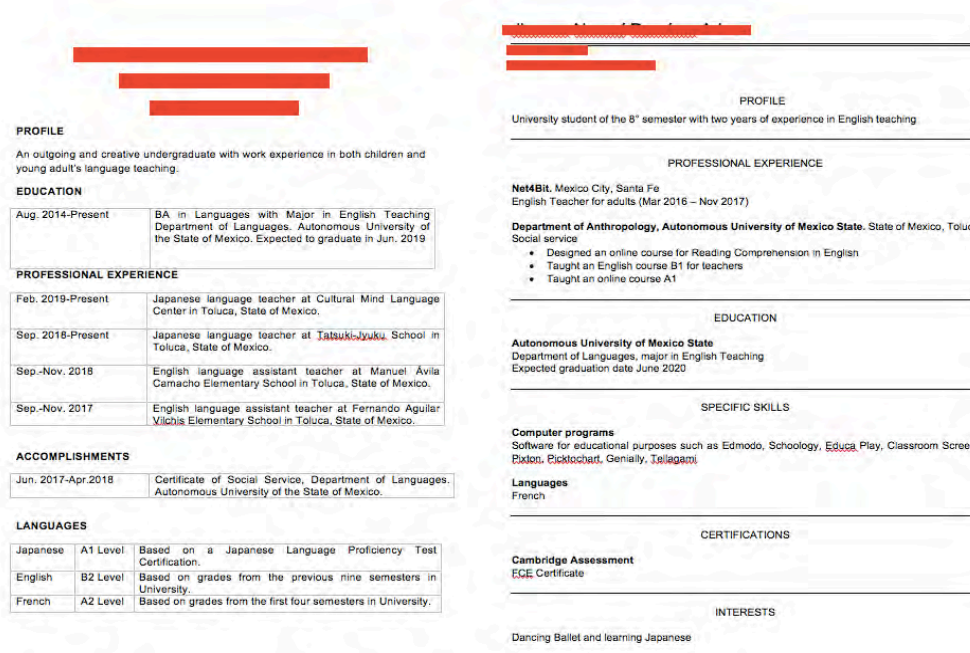 PROFILE
An outgoing and creative undergraduate with work experience in both children and
young adult's language teaching.
EDUCATION
Aug. 2014-Present
BA in Languages with Major in English Teaching
Department of Languages. Autonomous University of
the State of Mexico. Expected to graduate in Jun. 2019
PROFESSIONAL EXPERIENCE
Feb. 2019-Present
Japanese language teacher at Cultural Mind Language
Center in Toluca, State of Mexico.
Sep. 2018-Present
Japanese language teacher at Tatsuki-Jyuku School in
Toluca, State of Mexico.
Sep.-Nov. 2018
English language assistant teacher at Manuel Ávila
Camacho Elementary School in Toluca, State of Mexico.
Sep.-Nov. 2017
English language assistant teacher at Fernando Aguilar
Vilchis Elementary School in Toluca, State of Mexico.
ACCOMPLISHMENTS
Jun. 2017-Apr.2018
Certificate of Social Service, Department of Languages.
Autonomous University of the State of Mexico.
LANGUAGES
Japanese A1 Level Based on a Japanese Language Proficiency Test
Certification.
English B2 Level Based on grades from the previous nine semesters in
University.
French A2 Level Based on grades from the first four semesters in University.
PROFILE
University student of the 8° semester with two years of experience in English teaching
PROFESSIONAL EXPERIENCE
Net4Bit. Mexico City, Santa Fe
English Teacher for adults (Mar 2016 – Nov 2017)
Department of Anthropology, Autonomous University of Mexico State. State of Mexico, Toluc
Social service
• Designed an online course for Reading Comprehension in English
• Taught an English course B1 for teachers
• Taught an online course A1
EDUCATION
Autonomous University of Mexico State
Department of Languages, major in English Teaching
Expected graduation date June 2020
SPECIFIC SKILLS
Computer programs
Software for educational purposes such as Edmodo, Schoology, Educa Play, Classroom Scree
Pixton, Picktochart, Genially, Tellagami
Languages
French
CERTIFICATIONS
Cambridge Assessment
FCE Certificate
INTERESTS
Dancing Ballet and learning Japanese